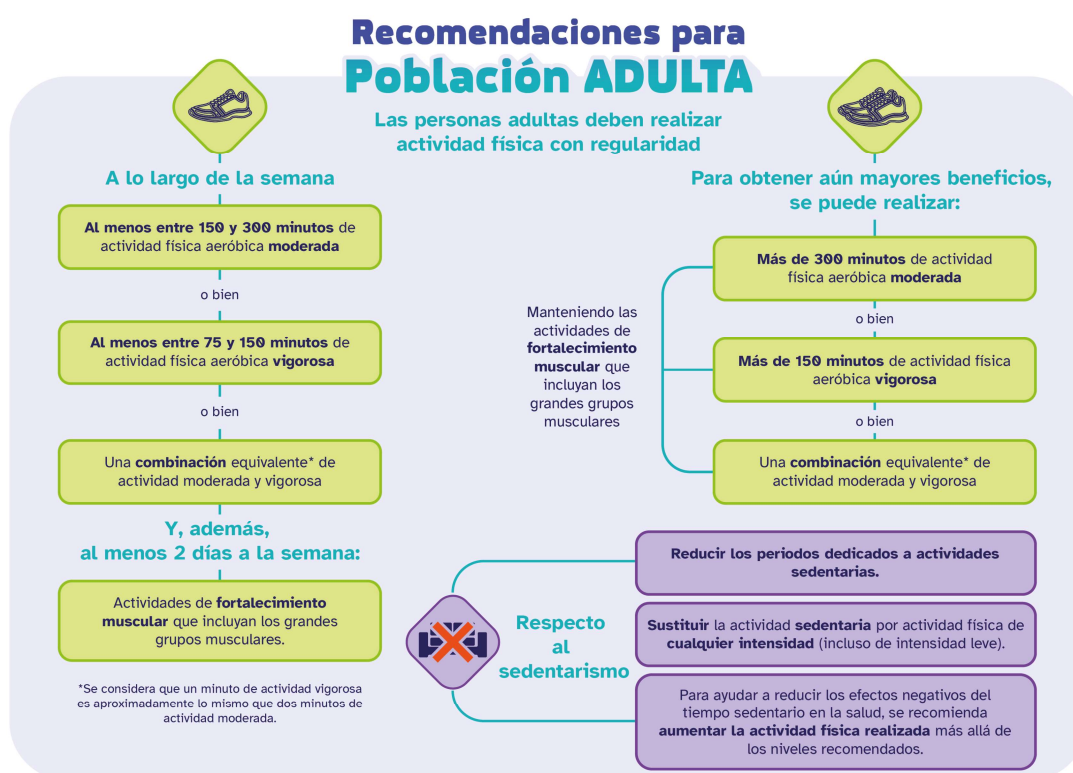 Recomendaciones para
Población ADULTA
Las personas adultas deben realizar
actividad física con regularidad
A lo largo de la semana
Al menos entre 150 y 300 minutos de
actividad física aeróbica moderada
o bien
Al menos entre 75 y 150 minutos de
actividad física aeróbica vigorosa
o bien
Una combinación equivalente* de
actividad moderada y vigorosa
Y, además,
al menos 2 días a la semana:
Actividades de fortalecimiento
muscular que incluyan los grandes
grupos musculares.
*Se considera que un minuto de actividad vigorosa
es aproximadamente lo mismo que dos minutos de
actividad moderada.
Para obtener aún mayores beneficios,
se puede realizar:
Más de 300 minutos de actividad
física aeróbica moderada
o bien
Más de 150 minutos de actividad física
aeróbica vigorosa
o bien
Una combinación equivalente* de
actividad moderada y vigorosa
Manteniendo las
actividades de
fortalecimiento
muscular que
incluyan los
grandes grupos
musculares
Respecto
al
sedentarismo
Reducir los periodos dedicados a actividades
sedentarias.
Sustituir la actividad sedentaria por actividad física de
cualquier intensidad (incluso de intensidad leve).
Para ayudar a reducir los efectos negativos del
tiempo sedentario en la salud, se recomienda
aumentar la actividad física realizada más allá de
los niveles recomendados.